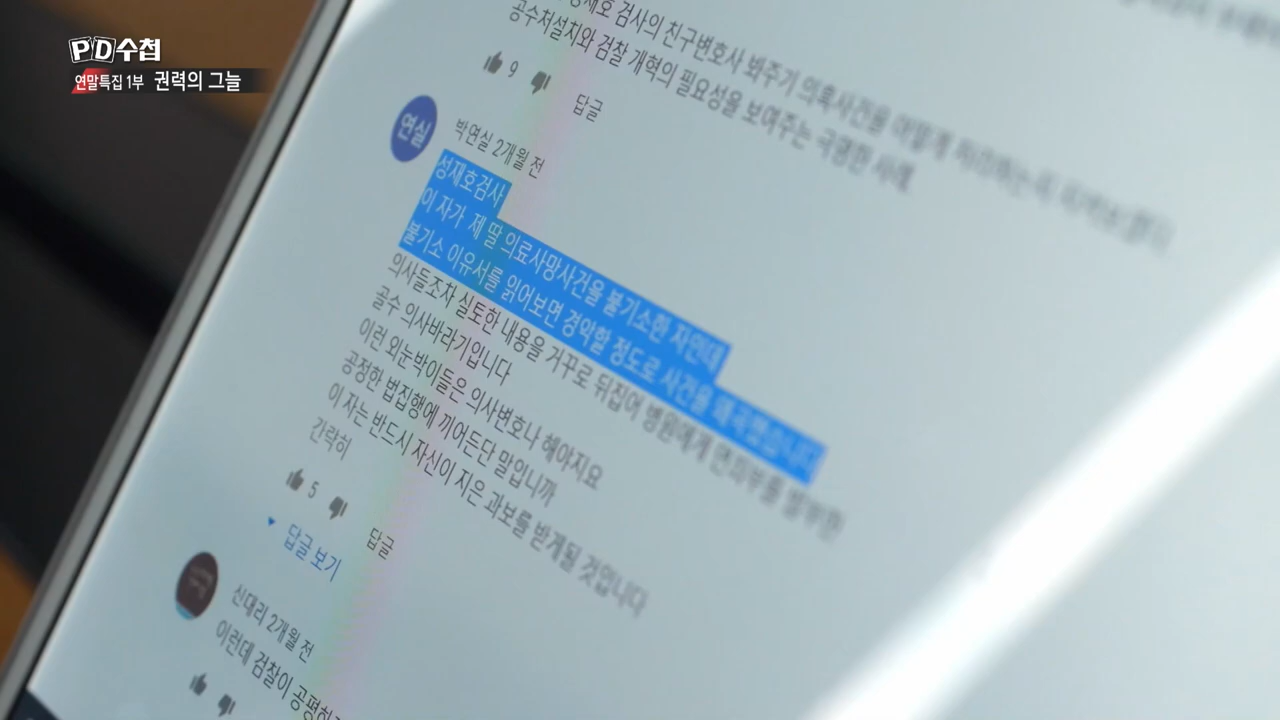 PD수첩
연말특집 1부 권력의 그늘
검사의 친구변호사 봐주기 의혹사건을 어떻게
공수처설치와 검찰 개혁의 필요성을 보여주는 극명한 사례
9
답글
연실
박연실 2개월 전
성재호검사
이 자가 제 딸 의료사망사건을 불기소한 자인데
불기소 이유서를 읽어보면 경악할 정도로 사건을 왜곡했습니다
의사들조차 실토한 내용을 거꾸로 뒤집어 병원에게 면죄부를 발부한
골수 의사바라기입니다
이런 외눈박이들은 의사변호나 해야지요
공정한 법집행에 끼어든단 말입니까
이 자는 반드시 자신이 지은 과보를 받게될 것입니다
간략히
5
답글
답글 보기
신대리 2개월 전
이런데 검찰이